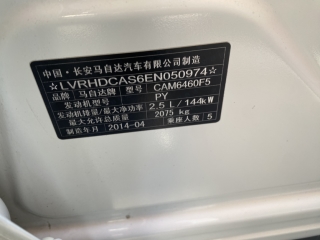 中国·长安马自达汽车有限公司制造
☆LVRHDCAS6EN050974☆
品牌 马自达 型号 CAM6460F5
发动机型号 PY
发动机排量/最大净功率 2.5 L/144kW
最大允许总质量 2075 kg
制造年月 2014-04 乘座人数 5